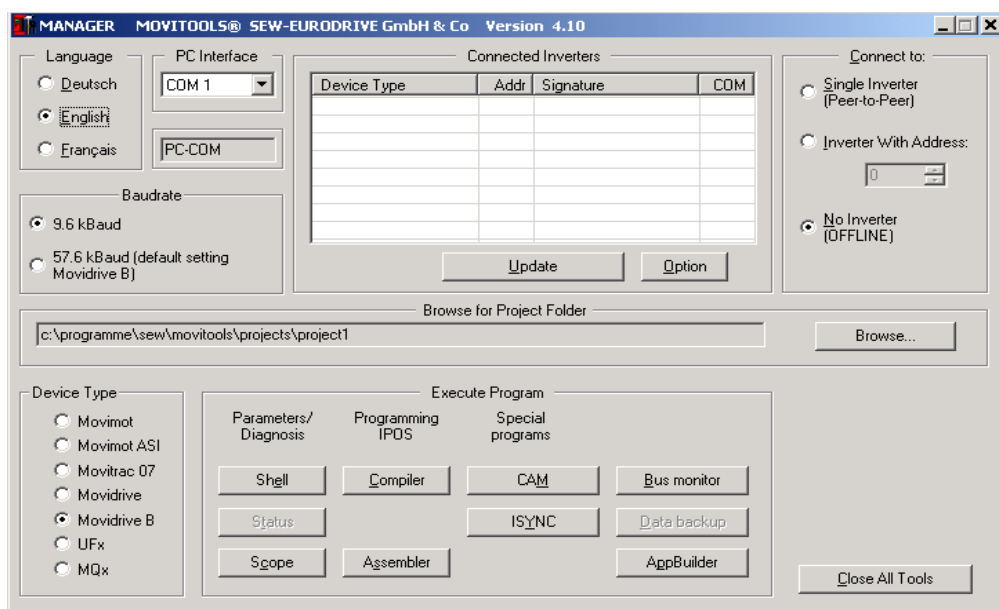 MANAGER MOVITOOLS® SEW-EURODRIVE GmbH & Co Version 4.10
Language
Deutsch
English
Français
PC Interface
COM 1
PC-COM
Baudrate
9.6 kBaud
57.6 kBaud (default setting
Movidrive B)
Connected Inverters
Device Type Addr Signature COM
Update Option
Connect to:
Single Inverter
(Peer-to-Peer)
Inverter With Address:
0
No Inverter
(OFFLINE)
Browse for Project Folder
c:\programme\sew\movitools\projects\project1 Browse...
Device Type
Movimot
Movimot ASI
Movitrac 07
Movidrive
Movidrive B
UFx
MQx
Execute Program
Parameters/
Diagnosis
Programming
IPOS
Special
programs
Shell Compiler CAM Bus monitor
Status ISYNC Data backup
Scope Assembler AppBuilder
Close All Tools